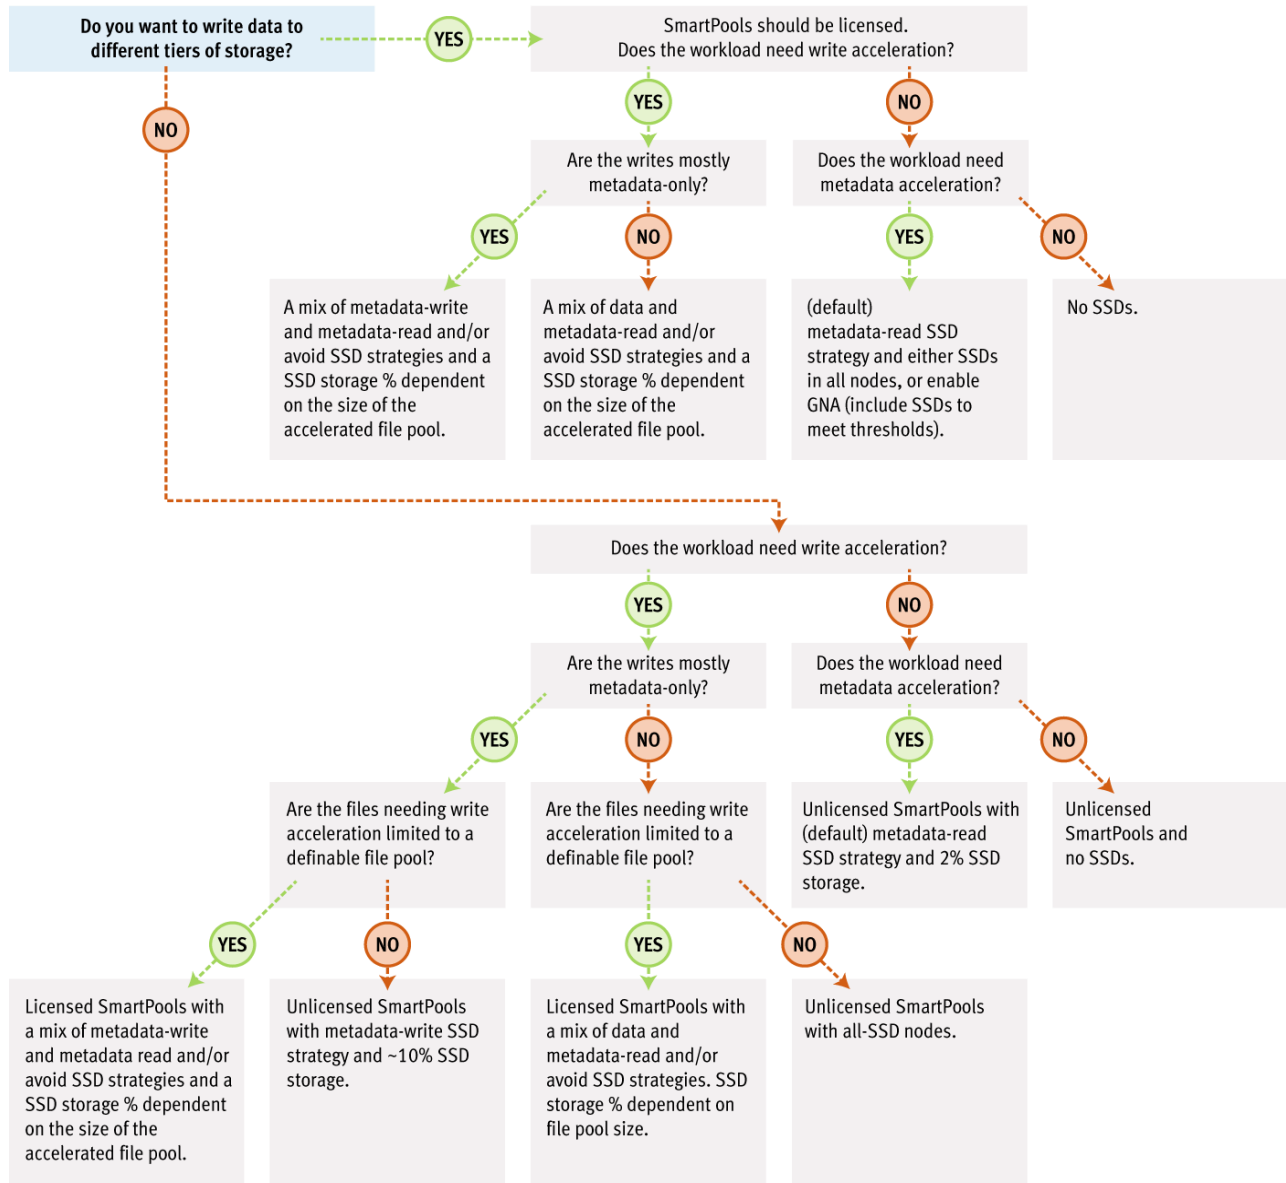 Do you want to write data to
different tiers of storage?
YES
SmartPools should be licensed.
Does the workload need write acceleration?
NO
YES
NO
Are the writes mostly
metadata-only?
Does the workload need
metadata acceleration?
YES
NO
YES
NO
A mix of metadata-write
and metadata-read and/or
avoid SSD strategies and a
SSD storage % dependent
on the size of the
accelerated file pool.
A mix of data and
metadata-read and/or
avoid SSD strategies and a
SSD storage % dependent
on the size of the
accelerated file pool.
(default)
metadata-read SSD
strategy and either SSDs
in all nodes, or enable
GNA (include SSDs to
meet thresholds).
No SSDs.
Does the workload need write acceleration?
YES
NO
Are the writes mostly
metadata-only?
Does the workload need
metadata acceleration?
YES
NO
YES
NO
Are the files needing write
acceleration limited to a
definable file pool?
Are the files needing write
acceleration limited to a
definable file pool?
Unlicensed SmartPools with
(default) metadata-read
SSD strategy and 2% SSD
storage.
Unlicensed
SmartPools and
no SSDs.
YES
NO
YES
NO
Licensed SmartPools with
a mix of metadata-write
and metadata read and/or
avoid SSD strategies and a
SSD storage % dependent
on the size of the
accelerated file pool.
Unlicensed SmartPools
with metadata-write SSD
strategy and ~10% SSD
storage.
Licensed SmartPools with
a mix of data and
metadata-read and/or
avoid SSD strategies. SSD
storage % dependent on
file pool size.
Unlicensed SmartPools
with all-SSD nodes.